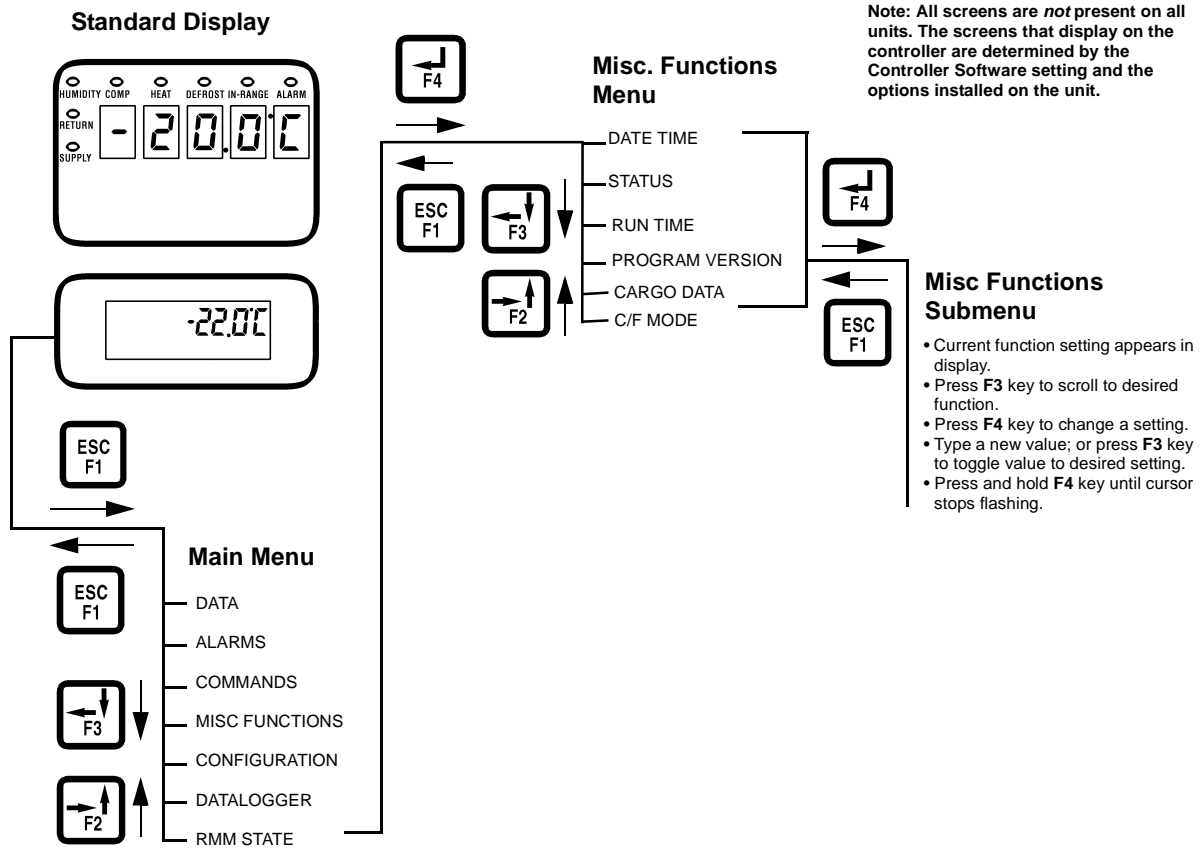 Standard Display
HUMIDITY COMP HEAT DEFROST IN-RANGE ALARM
RETURN
SUPPLY
- 20.0°C
-22.0°C
ESC
F1
ESC
F1
F3
F2
Main Menu
DATA
ALARMS
COMMANDS
MISC FUNCTIONS
CONFIGURATION
DATALOGGER
RMM STATE
F4
ESC
F1
F3
F2
Misc. Functions
Menu
DATE TIME
STATUS
RUN TIME
PROGRAM VERSION
CARGO DATA
C/F MODE
Note: All screens are not present on all
units. The screens that display on the
controller are determined by the
Controller Software setting and the
options installed on the unit.
F4
ESC
F1
Misc Functions
Submenu
• Current function setting appears in
display.
• Press F3 key to scroll to desired
function.
• Press F4 key to change a setting.
• Type a new value; or press F3 key
to toggle value to desired setting.
• Press and hold F4 key until cursor
stops flashing.